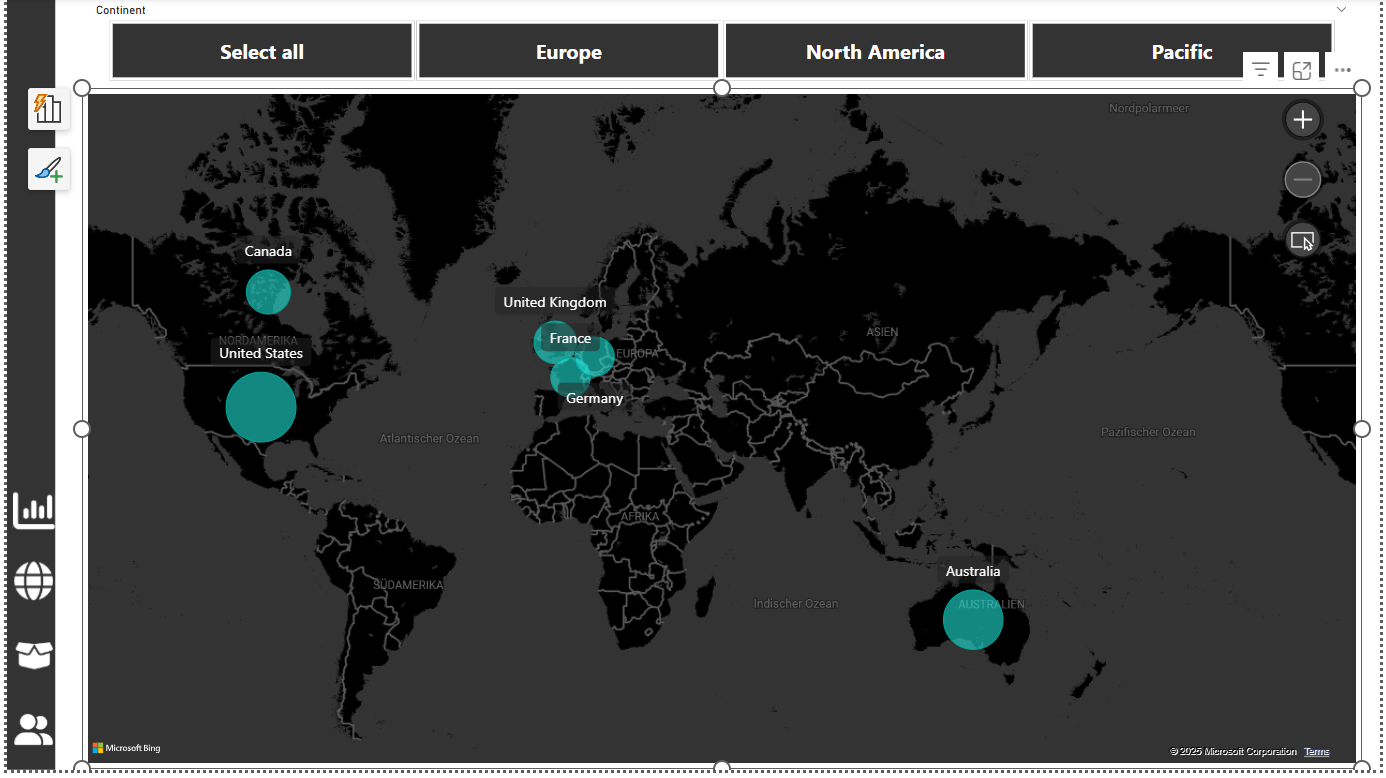 Continent
Select all
Europe
North America
Pacific
Nordpolarmeer
Canada
United Kingdom
NORDAMERIKA
United States
France
EUROPA
ASIEN
Germany
Atlantischer Ozean
Pazifischer Ozean
AFRIKA
Australia
SÜDAMERIKA
Indischer Ozean
AUSTRALIEN
Microsoft Bing
© 2025 Microsoft Corporation Terms